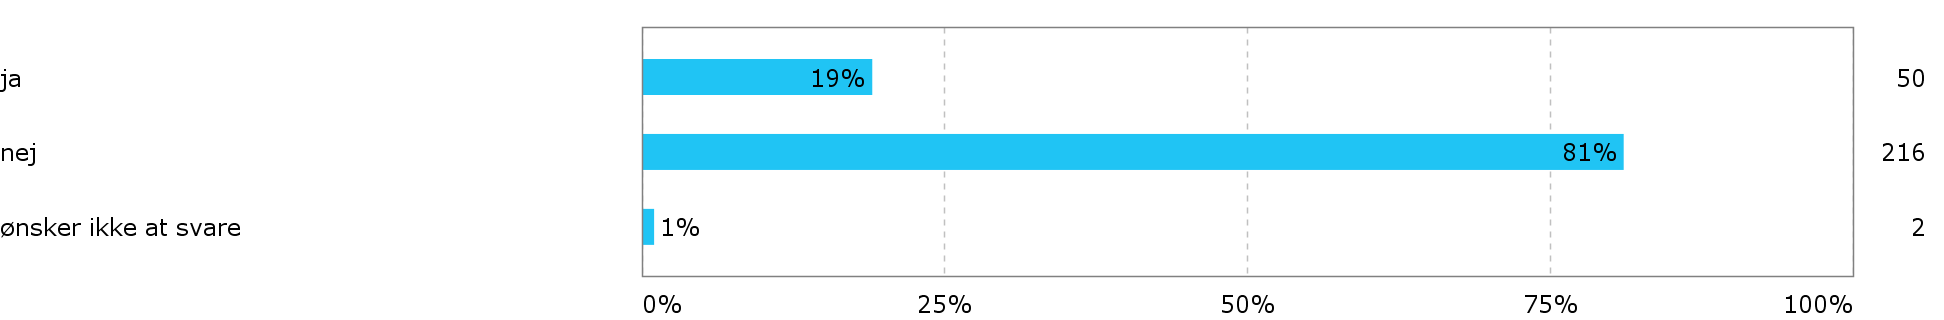 ja 19% 50
nej 81% 216
ønsker ikke at svare 1% 2
0% 25% 50% 75% 100%